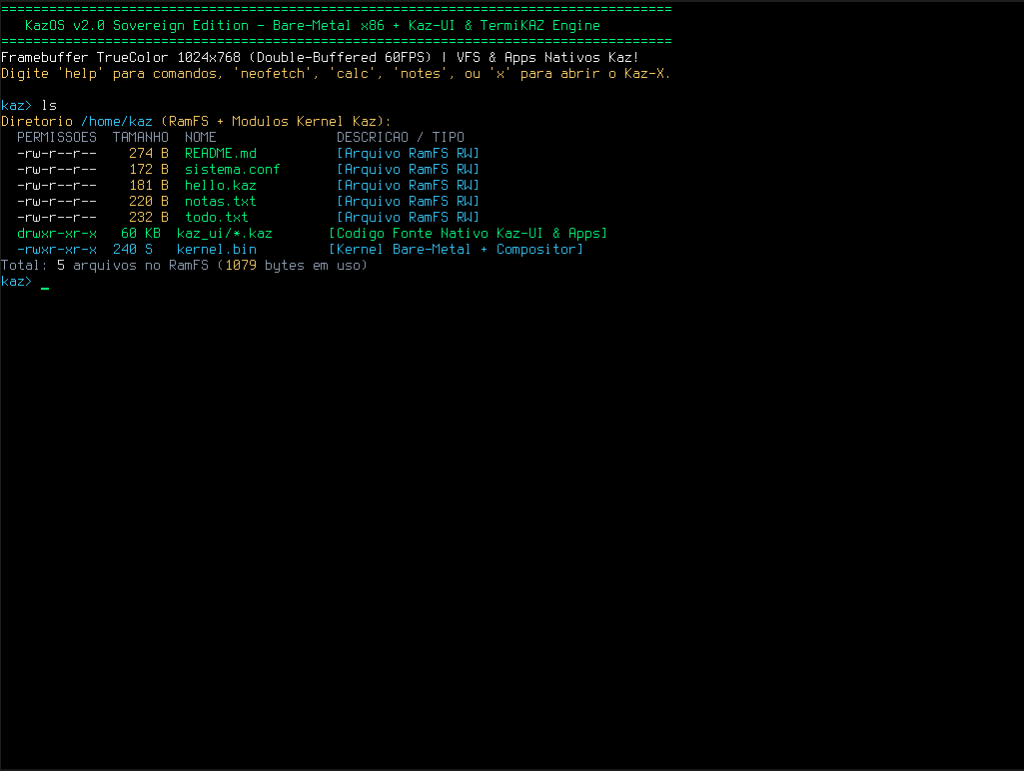 ====================================================================================
KazOS v2.0 Sovereign Edition - Bare-Metal x86 + Kaz-UI & TermiKAZ Engine
====================================================================================
Framebuffer TrueColor 1024x768 (Double-Buffered 60FPS) | VFS & Apps Nativos Kaz!
Digite 'help' para comandos, 'neofetch', 'calc', 'notes', ou 'x' para abrir o Kaz-X.
kaz> ls
Diretorio /home/kaz (RamFS + Modulos Kernel Kaz):
PERMISSOES TAMANHO NOME DESCRICAO / TIPO
-rw-r--r-- 274 B README.md [Arquivo RamFS RW]
-rw-r--r-- 172 B sistema.conf [Arquivo RamFS RW]
-rw-r--r-- 181 B hello.kaz [Arquivo RamFS RW]
-rw-r--r-- 220 B notas.txt [Arquivo RamFS RW]
-rw-r--r-- 232 B todo.txt [Arquivo RamFS RW]
drwxr-xr-x 60 KB kaz_ui/*.kaz [Codigo Fonte Nativo Kaz-UI & Apps]
-rwxr-xr-x 240 S kernel.bin [Kernel Bare-Metal + Compositor]
Total: 5 arquivos no RamFS (1079 bytes em uso)
kaz> _